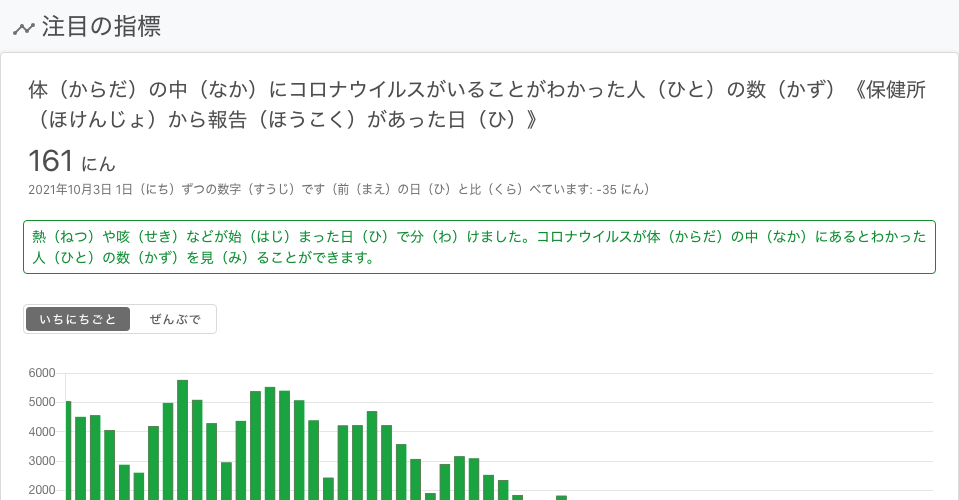 注目の指標
体（からだ）の中（なか）にコロナウイルスがいることがわかった人（ひと）の数（かず）《保健所
（ほけんじょ）から報告（ほうこく）があった日（ひ）》
161 にん
2021年10月3日 1日（にち）ずつの数字（すうじ）です（前（まえ）の日（ひ）と比（くら）べています: -35 にん）
熱（ねつ）や咳（せき）などが始（はじ）まった日（ひ）で分（わ）けました。コロナウイルスが体（からだ）の中（なか）にあるとわかった
人（ひと）の数（かず）を見（み）ることができます。
いちにちごと ぜんぶで
6000
5000
4000
3000
2000